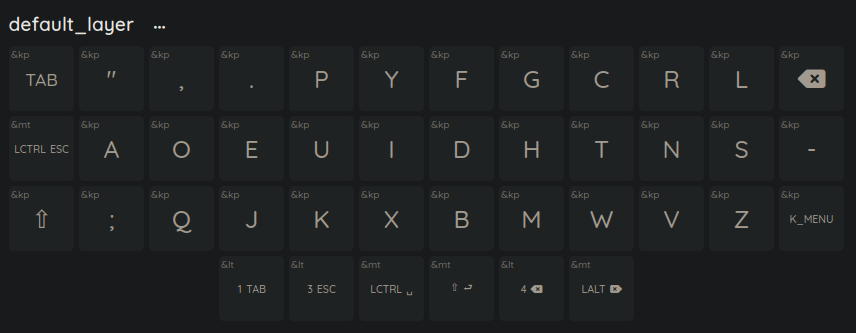 default_layer ...
&kp &kp &kp &kp &kp &kp &kp &kp &kp &kp &kp &kp
TAB " , . P Y F G C R L ⌫
&mt &kp &kp &kp &kp &kp &kp &kp &kp &kp &kp &kp
LCTRL ESC A O E U I D H T N S -
&kp &kp &kp &kp &kp &kp &kp &kp &kp &kp &kp &kp
⇧ ; Q J K X B M W V Z K_MENU
&lt &lt &mt &mt &lt &mt
1 TAB 3 ESC LCTRL ␣ ⇧ ⮐ 4 ⌫ LALT ⌦